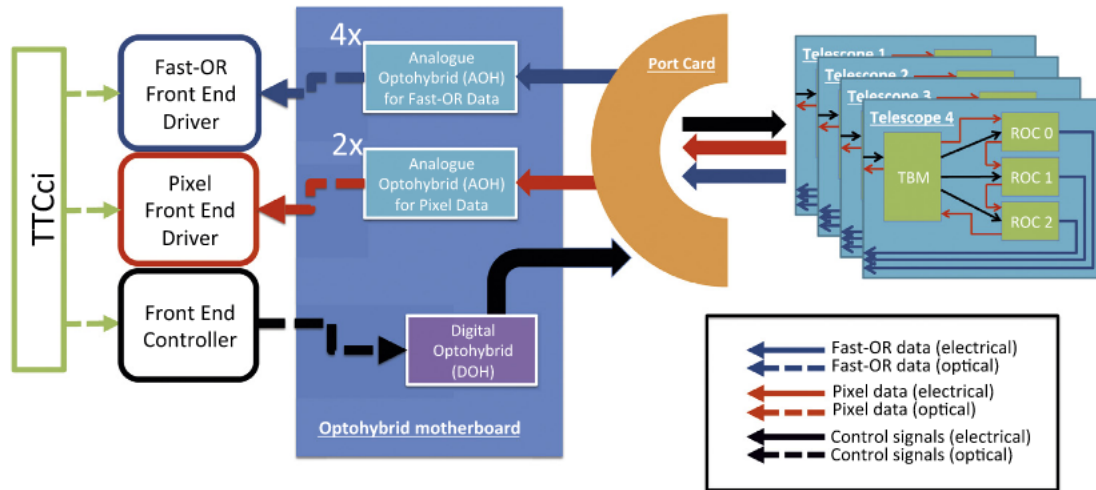 TTCci
Fast-OR
Front End
Driver
Pixel
Front End
Driver
Front End
Controller
4x
Analogue
Optohybrid (AOH)
for Fast-OR Data
2x
Analogue
Optohybrid (AOH)
for Pixel Data
Digital
Optohybrid
(DOH)
Optohybrid motherboard
Port Card
Telescope 1
Telescope 2
Telescope 3
Telescope 4
TBM
ROC 0
ROC 1
ROC 2
Fast-OR data (electrical)
Fast-OR data (optical)
Pixel data (electrical)
Pixel data (optical)
Control signals (electrical)
Control signals (optical)